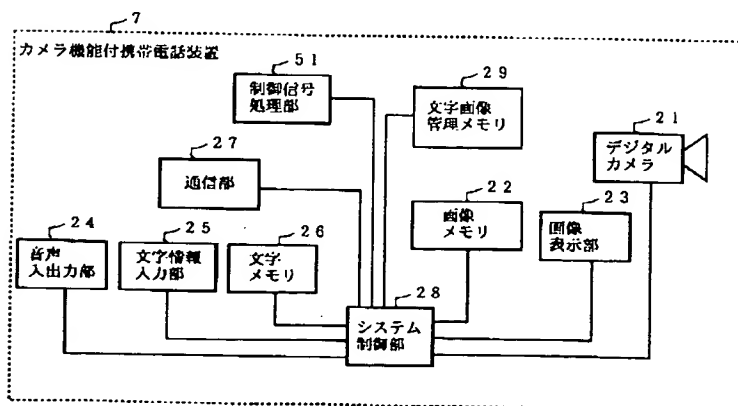 7
カメラ機能付携帯電話装置
51
制御信号
処理部
29
文字画像
管理メモリ
21
デジタル
カメラ
27
通信部
22
画像
メモリ
23
画像
表示部
24
音声
入出力部
25
文字情報
入力部
26
文字
メモリ
28
システム
制御部